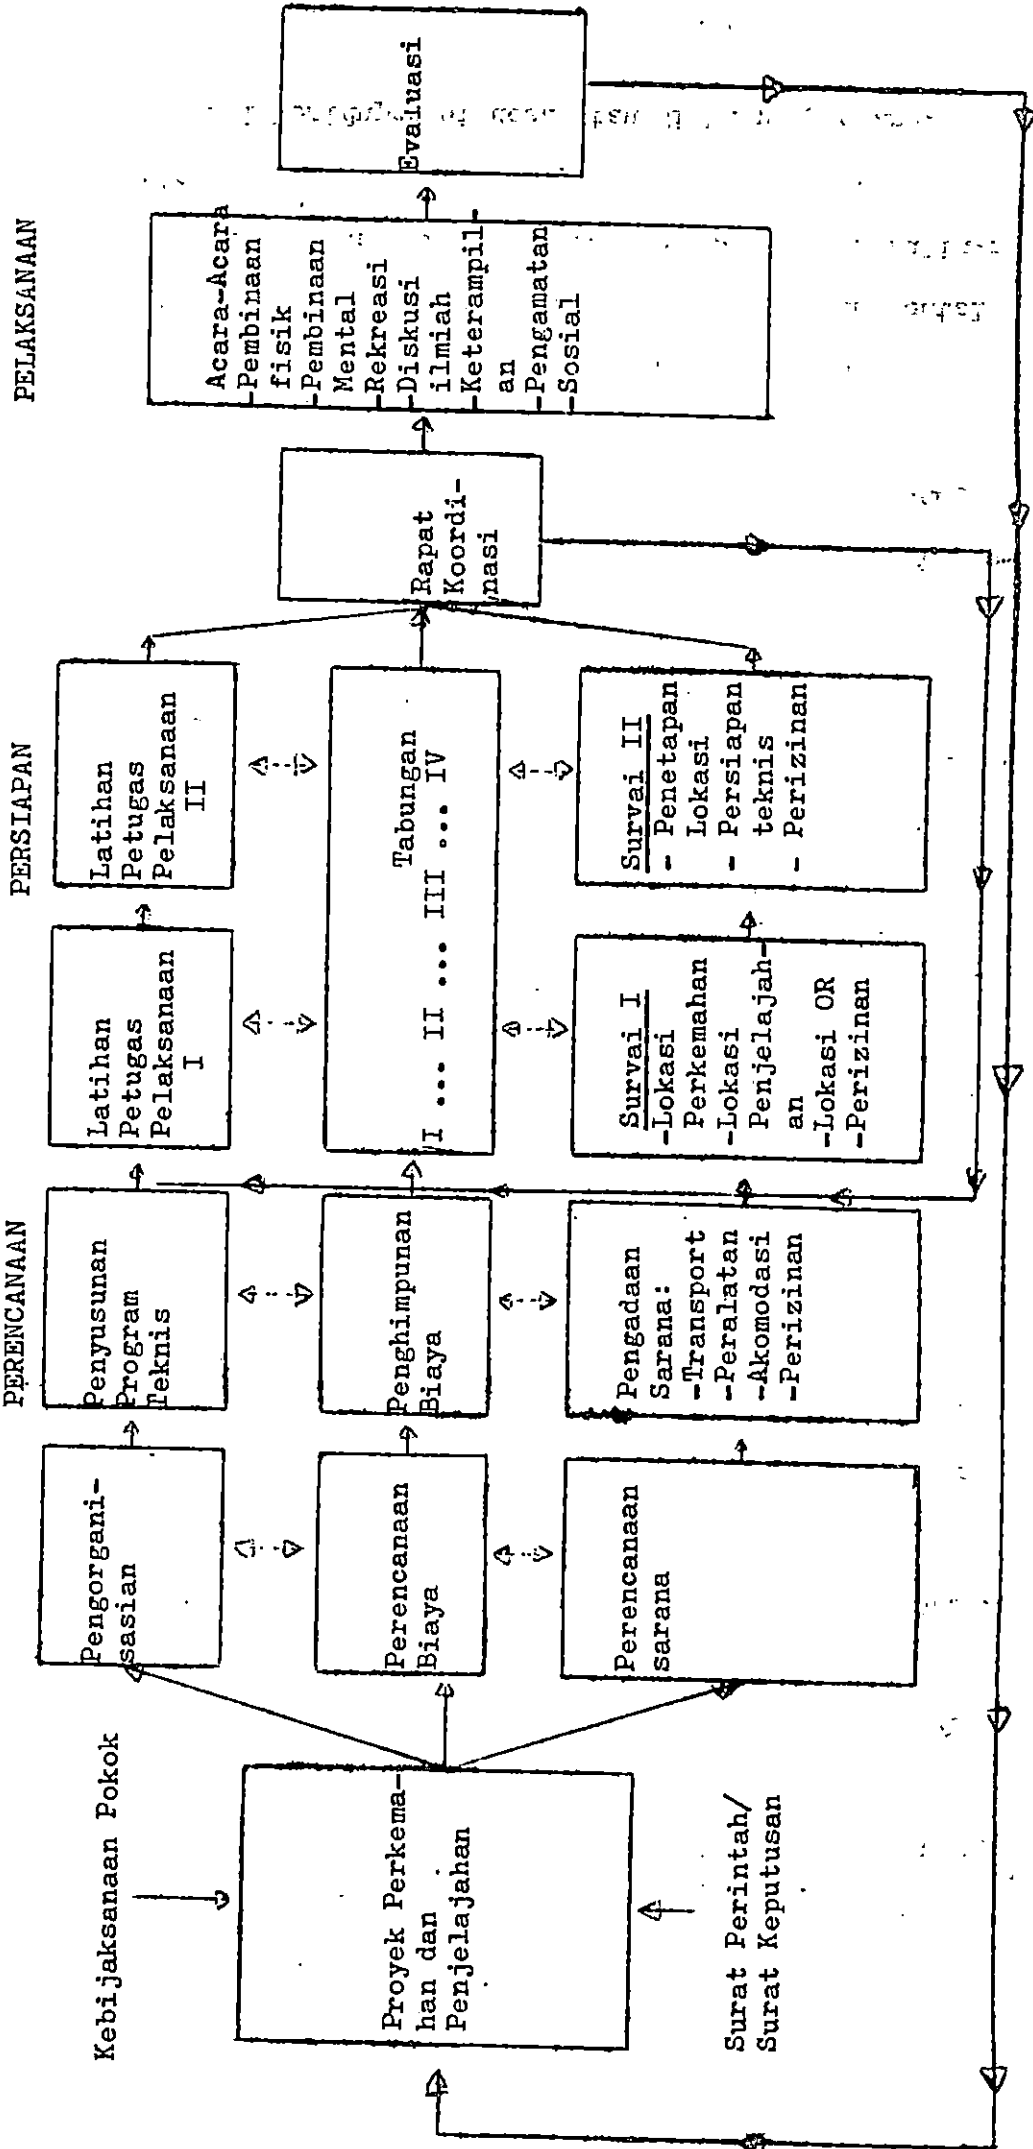 PERENCANAAN
PERSIAPAN
PELAKSANAAN
Kebijaksanaan Pokok
Proyek Perkema-
han dan
Penjelajahan
Surat Perintah/
Surat Keputusan
Pengorgani-
sasian
Perencanaan
Biaya
Perencanaan
sarana
Penyusunan
Program
Teknis
Penghimpunan
Biaya
Pengadaan
Sarana:
-Transport
-Peralatan
-Akomodasi
-Perizinan
Latihan
Petugas
Pelaksanaan
I
Latihan
Petugas
Pelaksanaan
II
Tabungan
I ... II ... III ... IV
Survai I
-Lokasi
Perkemahan
-Lokasi
Penjelajah-
an
-Lokasi OR
-Perizinan
Survai II
- Penetapan
Lokasi
- Persiapan
teknis
- Perizinan
Rapat
Koordi-
nasi
Acara-Acara
-Pembinaan
fisik
-Pembinaan
Mental
-Rekreasi
-Diskusi
ilmiah
-Keterampil-
an
-Pengamatan
-Sosial
Evaluasi